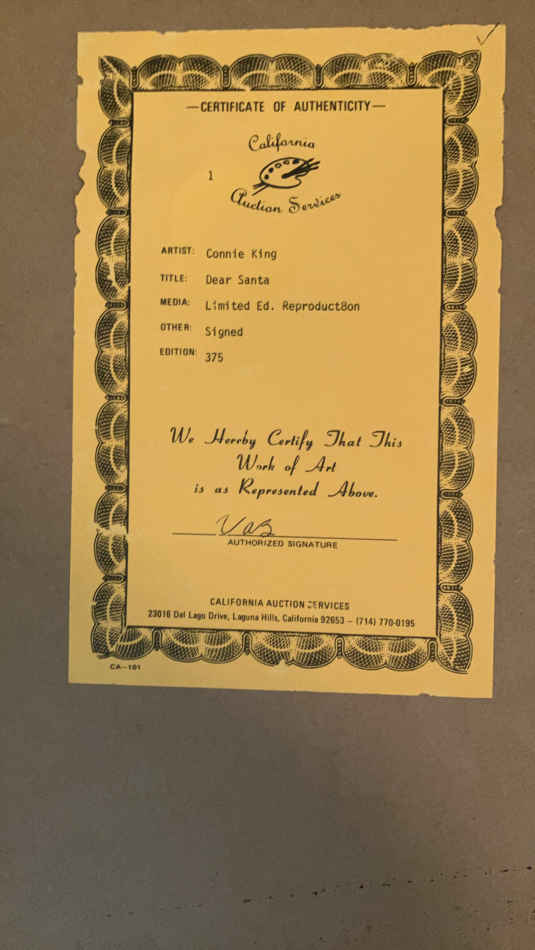 —CERTIFICATE OF AUTHENTICITY—
California
1
Auction Services
ARTIST: Connie King
TITLE: Dear Santa
MEDIA: Limited Ed. Reproduct8on
OTHER: Signed
EDITION: 375
We Hereby Certify That This
Work of Art
is as Represented Above.
AUTHORIZED SIGNATURE
CALIFORNIA AUCTION SERVICES
23016 Del Lago Drive, Laguna Hills, California 92653 – (714) 770-0195
CA-101